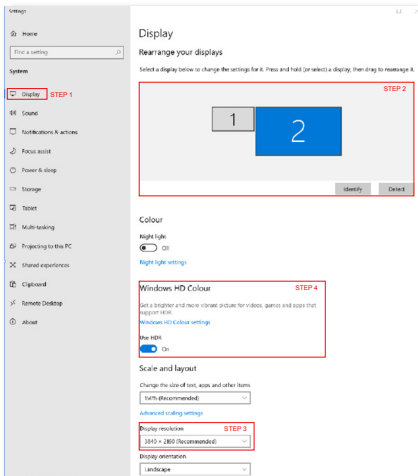 Settings
Home
Find a setting
System
Display STEP 1
Sound
Notifications & actions
Focus assist
Power & sleep
Storage
Tablet
Multi-tasking
Projecting to this PC
Shared experiences
Clipboard
Remote Desktop
About
Display
Rearrange your displays
Select a display below to change the settings for it. Press and hold (or select) a display, then drag to rearrange it.
STEP 2
1
2
Identify Detect
Colour
Night light
Off
Night light settings
Windows HD Colour STEP 4
Get a brighter and more vibrant picture for videos, games and apps that
support HDR.
Windows HD Colour settings
Use HDR
On
Scale and layout
Change the size of text, apps and other items
150% (Recommended)
Advanced scaling settings
Display resolution STEP 3
3840 × 2160 (Recommended)
Display orientation
Landscape